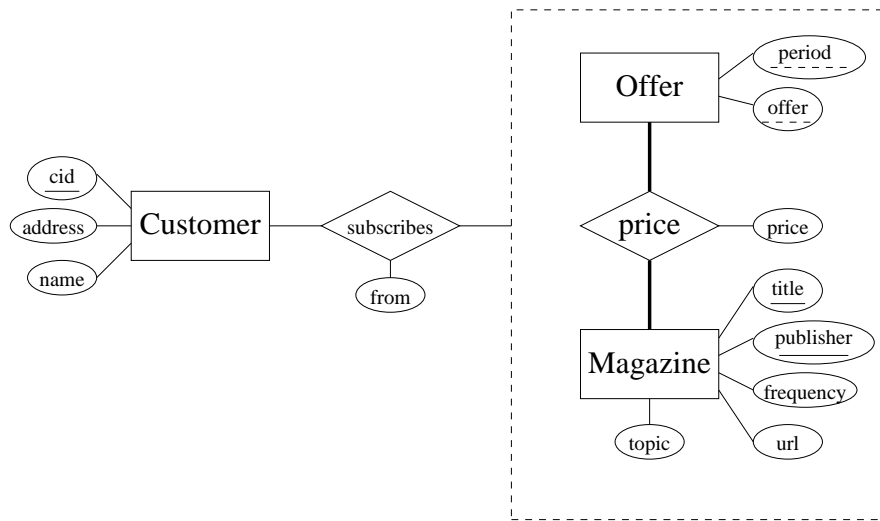 period
Offer
offer
cid
address
Customer
subscribes
price
price
name
from
title
publisher
Magazine
frequency
topic
url